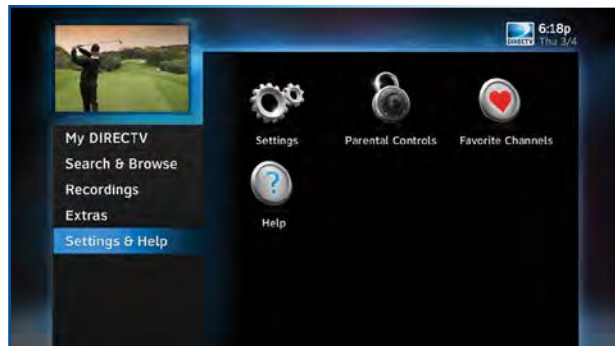 DIRECTV
6:18p
Thu 3/4
My DIRECTV
Search & Browse
Recordings
Extras
Settings & Help
Settings
Parental Controls
Favorite Channels
?
Help